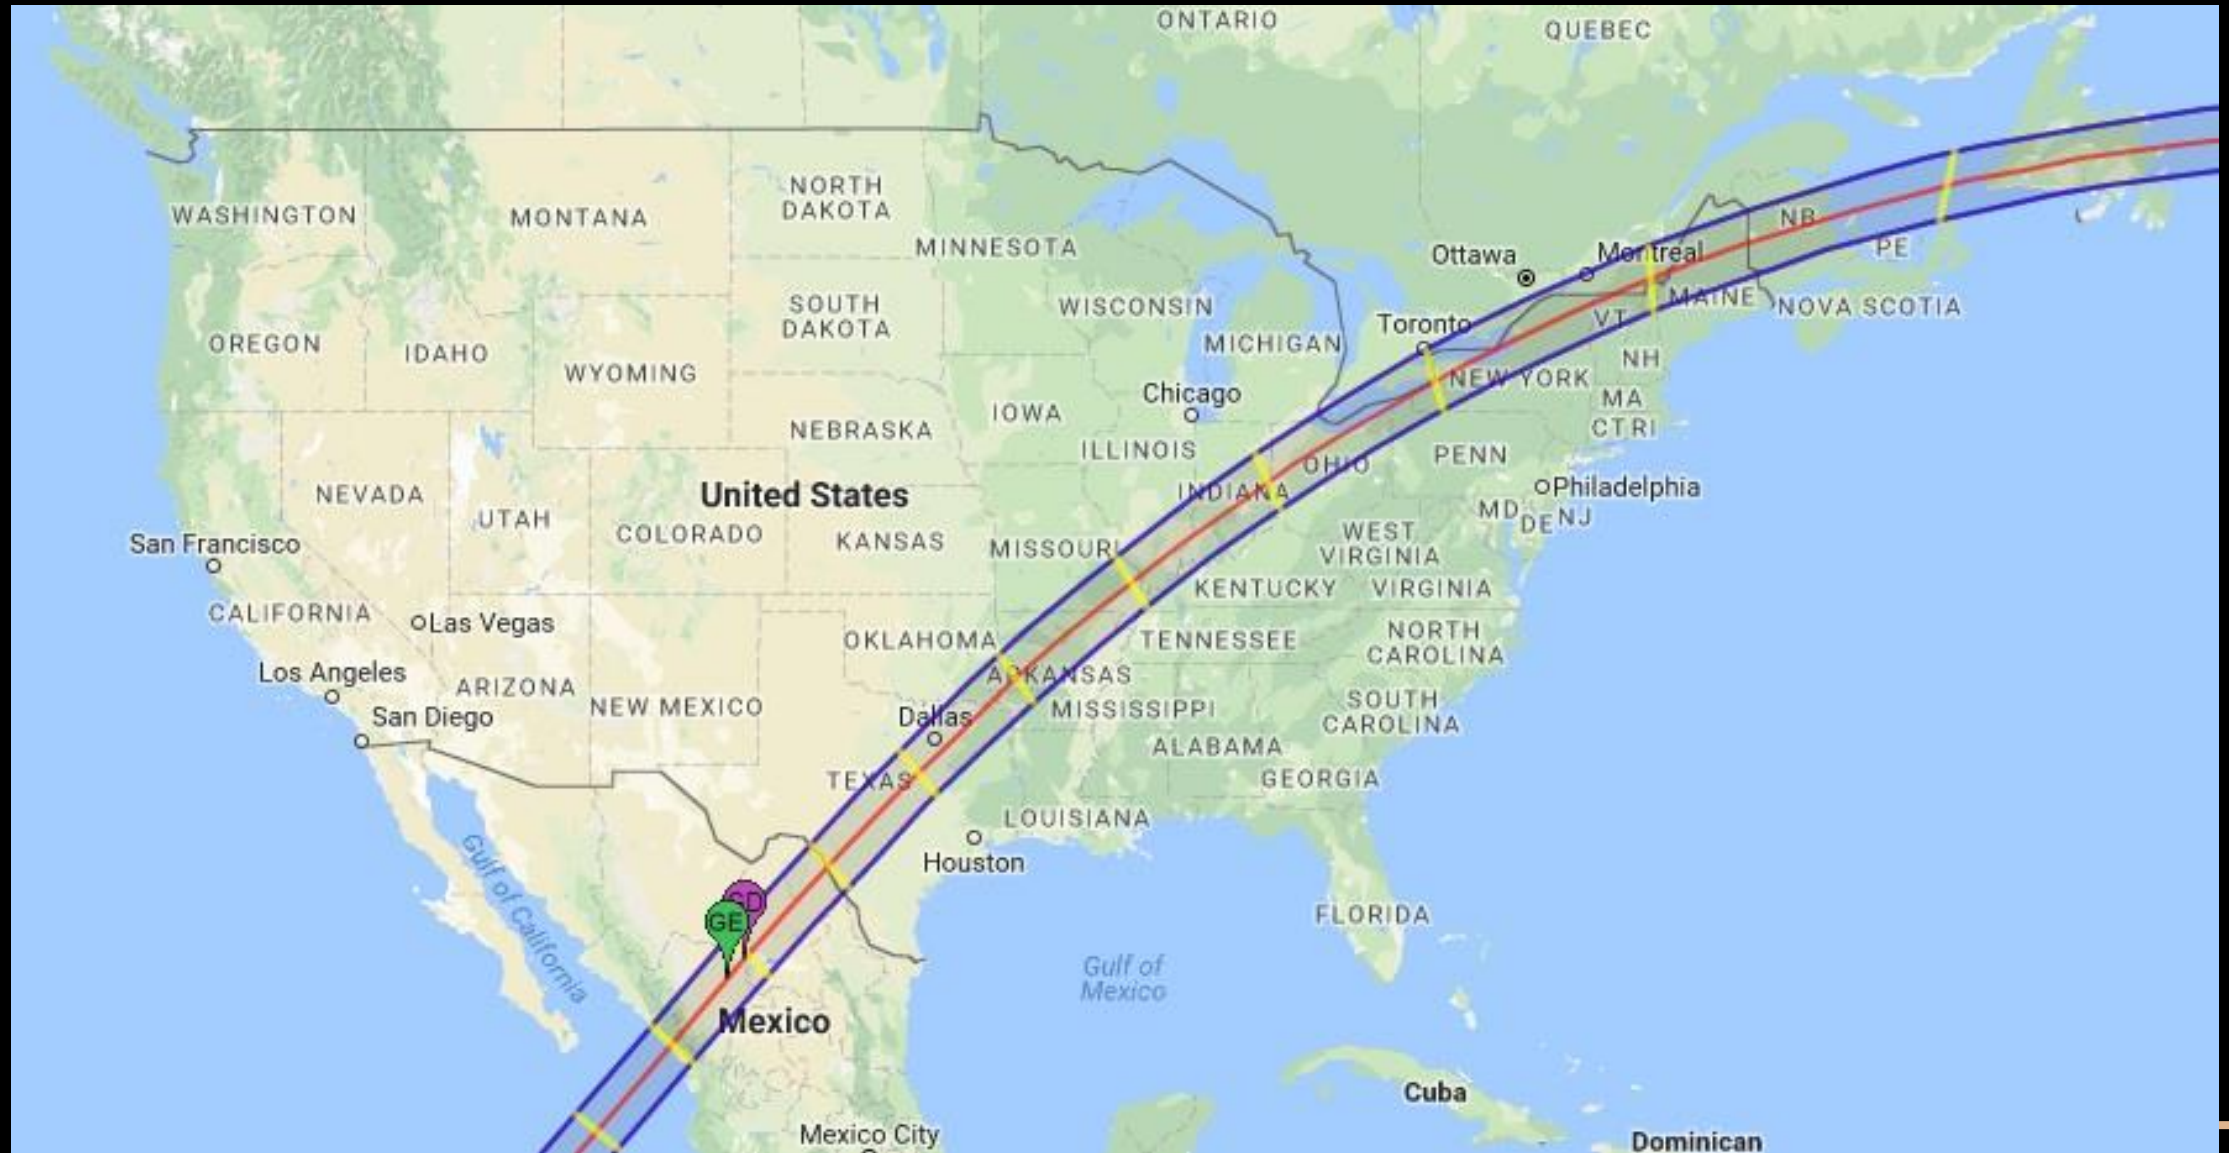 ONTARIO
QUEBEC
WASHINGTON
MONTANA
NORTH
DAKOTA
MINNESOTA
NB
Ottawa
Montreal
PE
OREGON
IDAHO
WYOMING
SOUTH
DAKOTA
WISCONSIN
MICHIGAN
Toronto
VT
MAINE
NOVA SCOTIA
NH
NEW YORK
MA
CT RI
Chicago
IOWA
NEBRASKA
ILLINOIS
INDIANA
OHIO
PENN
Philadelphia
MD
DE
NJ
NEVADA
UTAH
United States
COLORADO
KANSAS
MISSOURI
WEST
VIRGINIA
KENTUCKY
VIRGINIA
San Francisco
CALIFORNIA
Las Vegas
OKLAHOMA
TENNESSEE
NORTH
CAROLINA
Los Angeles
ARIZONA
NEW MEXICO
ARKANSAS
San Diego
Dallas
MISSISSIPPI
SOUTH
CAROLINA
ALABAMA
TEXAS
GEORGIA
LOUISIANA
Houston
Gulf of California
GD
GE
FLORIDA
Gulf of
Mexico
Mexico
Cuba
Mexico City
Dominican